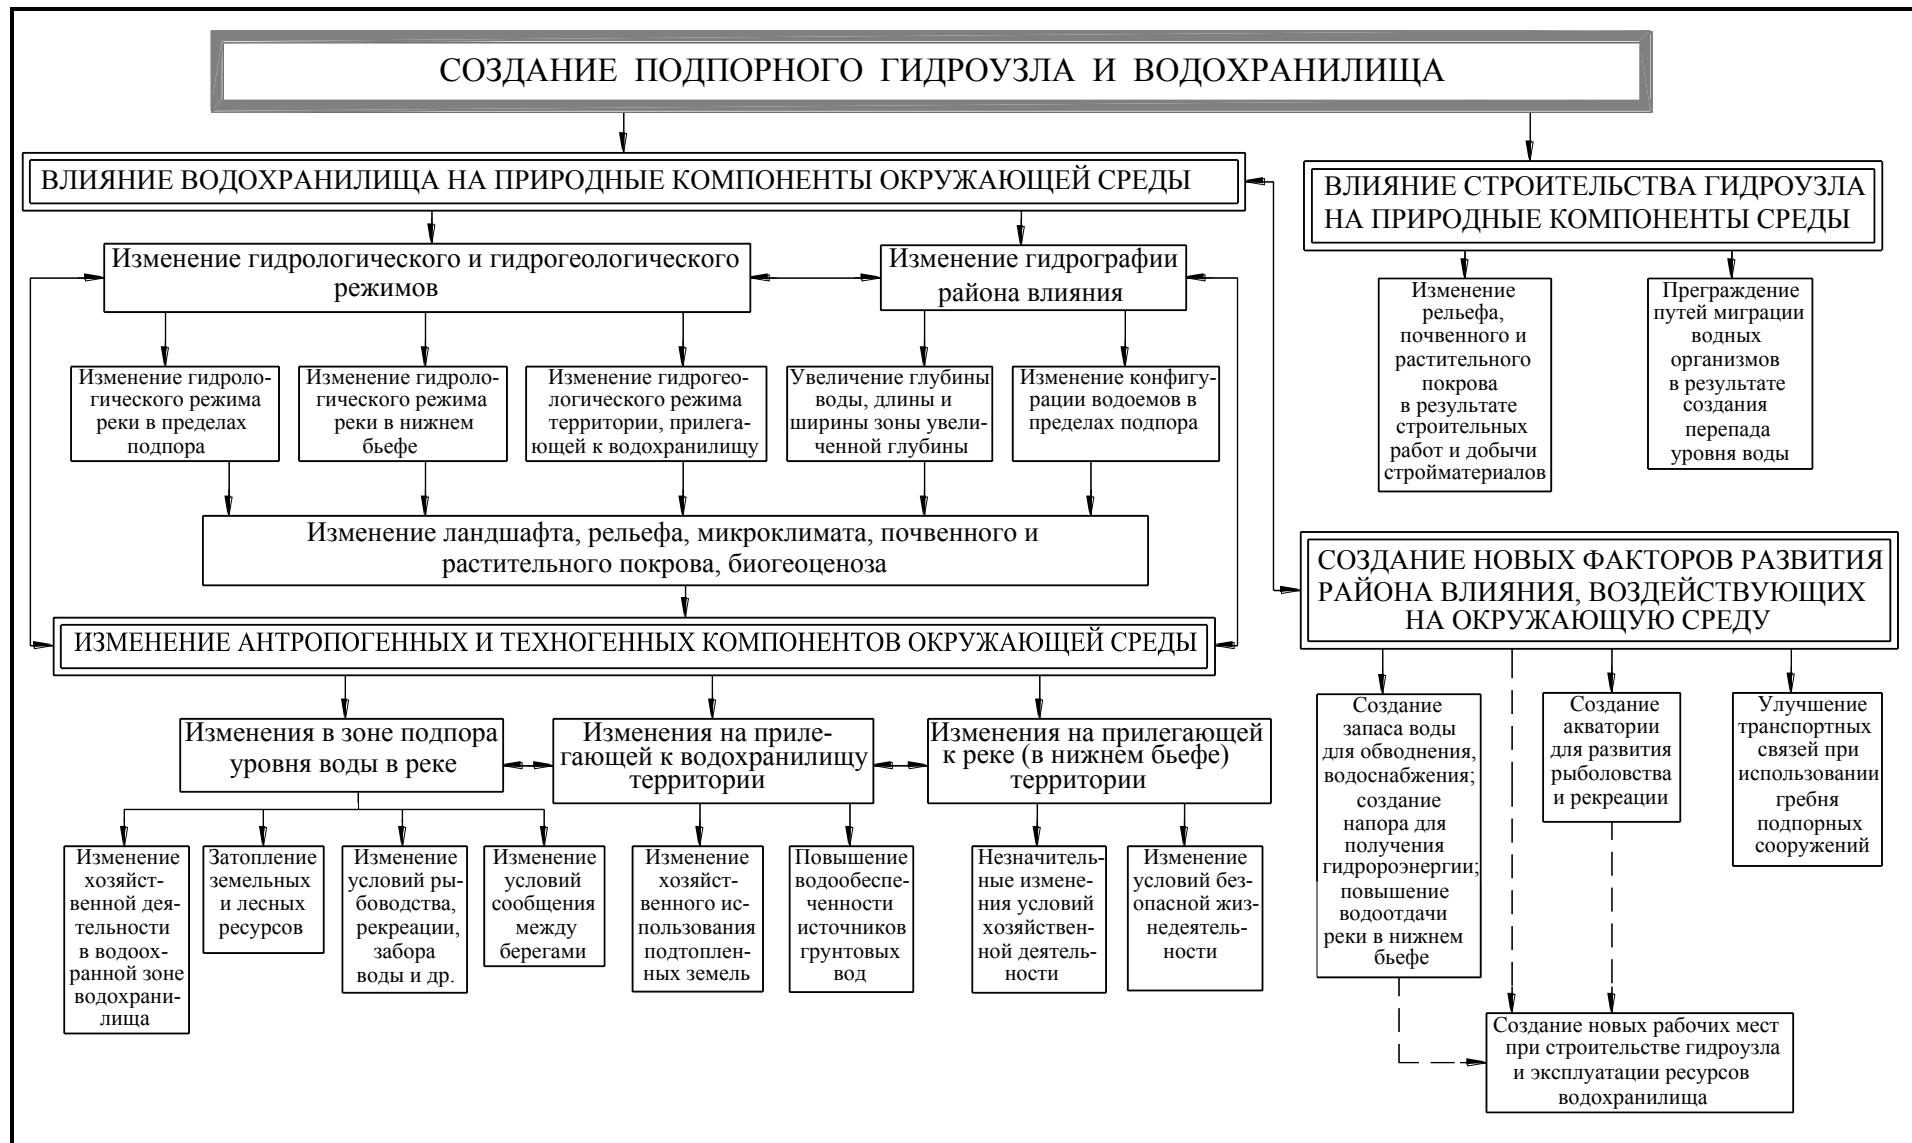 СОЗДАНИЕ ПОДПОРНОГО ГИДРОУЗЛА И ВОДОХРАНИЛИЩА
ВЛИЯНИЕ ВОДОХРАНИЛИЩА НА ПРИРОДНЫЕ КОМПОНЕНТЫ ОКРУЖАЮЩЕЙ СРЕДЫ
ВЛИЯНИЕ СТРОИТЕЛЬСТВА ГИДРОУЗЛА
НА ПРИРОДНЫЕ КОМПОНЕНТЫ СРЕДЫ
Изменение гидрологического и гидрогеологического
режимов
Изменение гидрографии
района влияния
Изменение
рельефа,
почвенного и
растительного
покрова
в результате
строительных
работ и добычи
стройматериалов
Преграждение
путей миграции
водных
организмов
в результате
создания
перепада
уровня воды
Изменение гидроло-
гического режима
реки в пределах
подпора
Изменение гидроло-
гического режима
реки в нижнем
бьефе
Изменение гидрогео-
логического режима
территории, прилега-
ющей к водохранилищу
Увеличение глубины
воды, длины и
ширины зоны увели-
ченной глубины
Изменение конфигу-
рации водоемов в
пределах подпора
Изменение ландшафта, рельефа, микроклимата, почвенного и
растительного покрова, биогеоценоза
СОЗДАНИЕ НОВЫХ ФАКТОРОВ РАЗВИТИЯ
РАЙОНА ВЛИЯНИЯ, ВОЗДЕЙСТВУЮЩИХ
НА ОКРУЖАЮЩУЮ СРЕДУ
ИЗМЕНЕНИЕ АНТРОПОГЕННЫХ И ТЕХНОГЕННЫХ КОМПОНЕНТОВ ОКРУЖАЮЩЕЙ СРЕДЫ
Изменения в зоне подпора
уровня воды в реке
Изменения на приле-
гающей к водохранилищу
территории
Изменения на прилегающей
к реке (в нижнем бьефе)
территории
Создание
запаса воды
для обводнения,
водоснабжения;
создание
напора для
получения
гидророэнергии;
повышение
водоотдачи
реки в нижнем
бьефе
Создание
акватории
для развития
рыболовства
и рекреации
Улучшение
транспортных
связей при
использовании
гребня
подпорных
сооружений
Изменение
хозяйст-
венной дея-
тельности
в водоох-
ранной зоне
водохрани-
лища
Затопление
земельных
и лесных
ресурсов
Изменение
условий ры-
боводства,
рекреации,
забора
воды и др.
Изменение
условий
сообщения
между
берегами
Изменение
хозяйст-
венного ис-
пользования
подтоплен-
ных земель
Повышение
водообеспе-
ченности
источников
грунтовых
вод
Незначитель-
ные измене-
ния условий
хозяйствен-
ной деятель-
ности
Изменение
условий без-
опасной жиз-
недеятель-
ности
Создание новых рабочих мест
при строительстве гидроузла
и эксплуатации ресурсов
водохранилища